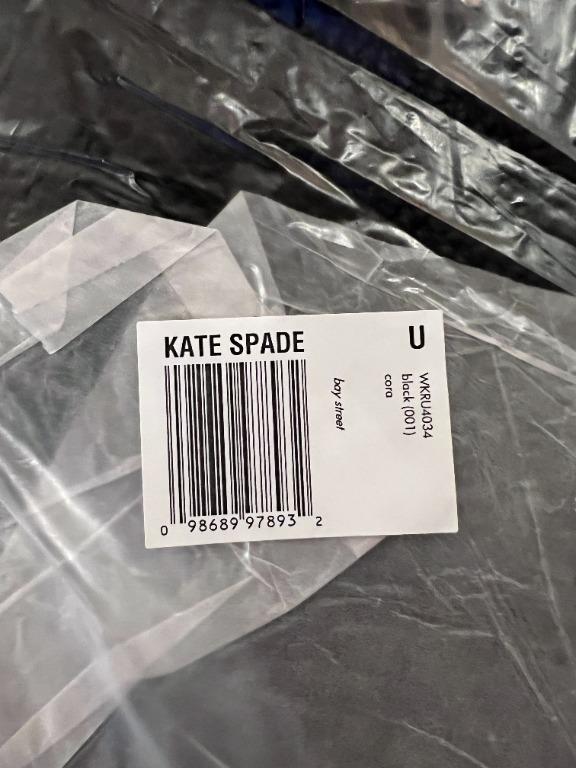 KATE SPADE
U
0 98689 97893 2
WKRU4034
black (001)
cora
bay street